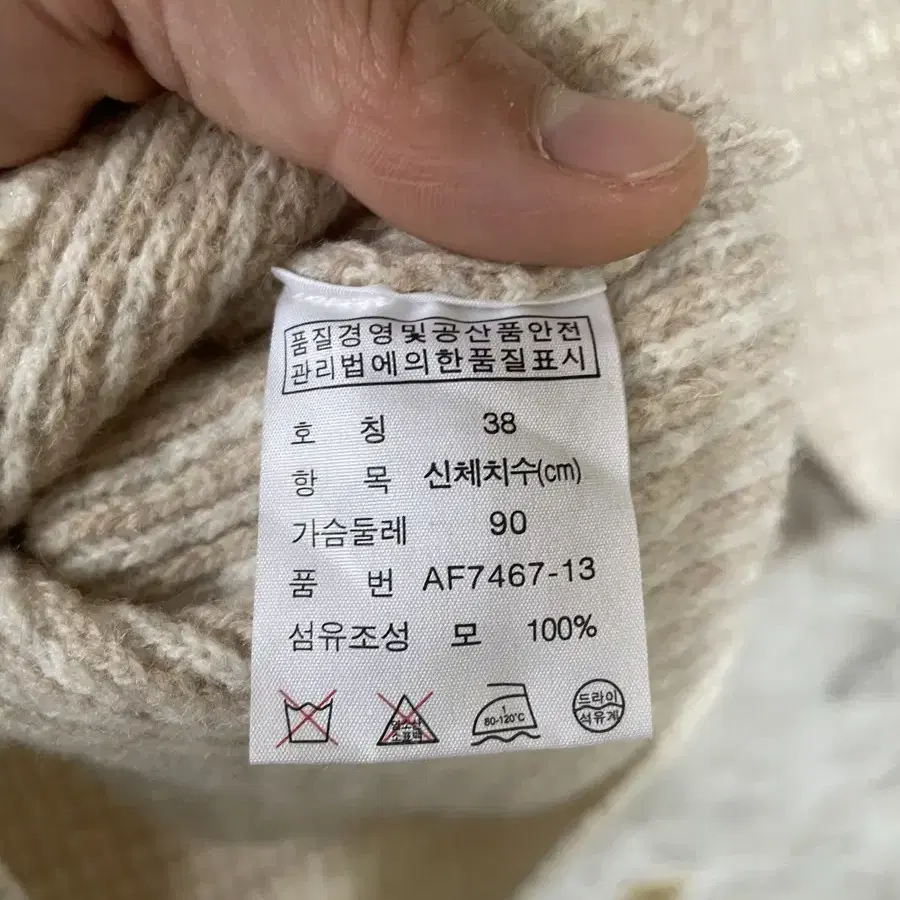 품질경영및공산품안전
관리법에의한품질표시
호 칭 38
항 목 신체치수(cm)
가슴둘레 90
품 번 AF7467-13
섬유조성 모 100%
1
80-120℃
드라이
석유계